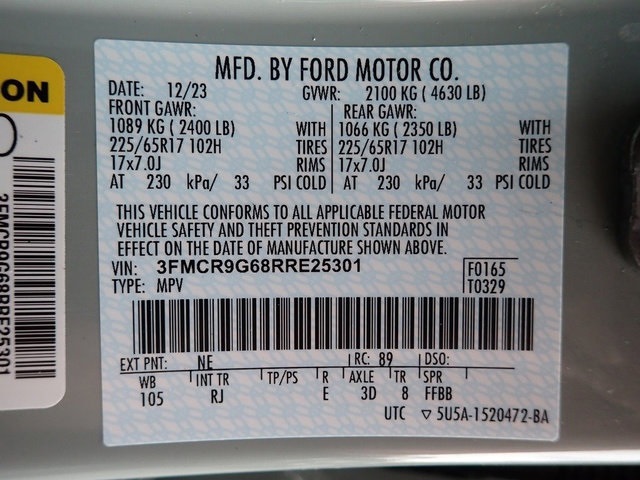 MFD. BY FORD MOTOR CO.
DATE: 12/23 GVWR: 2100 KG ( 4630 LB)
FRONT GAWR: REAR GAWR:
1089 KG ( 2400 LB) WITH 1066 KG ( 2350 LB) WITH
225/65R17 102H TIRES 225/65R17 102H TIRES
17x7.0J RIMS 17x7.0J RIMS
AT 230 kPa/ 33 PSI COLD AT 230 kPa/ 33 PSI COLD
THIS VEHICLE CONFORMS TO ALL APPLICABLE FEDERAL MOTOR
VEHICLE SAFETY AND THEFT PREVENTION STANDARDS IN
EFFECT ON THE DATE OF MANUFACTURE SHOWN ABOVE.
VIN: 3FMCR9G68RRE25301 F0165
TYPE: MPV T0329
EXT PNT: NE RC: 89 DSO:
WB INT TR TP/PS R AXLE TR SPR
105 RJ E 3D 8 FFBB
UTC ▽ 5U5A-1520472-BA
ON
3FMCR9G68RRE25301